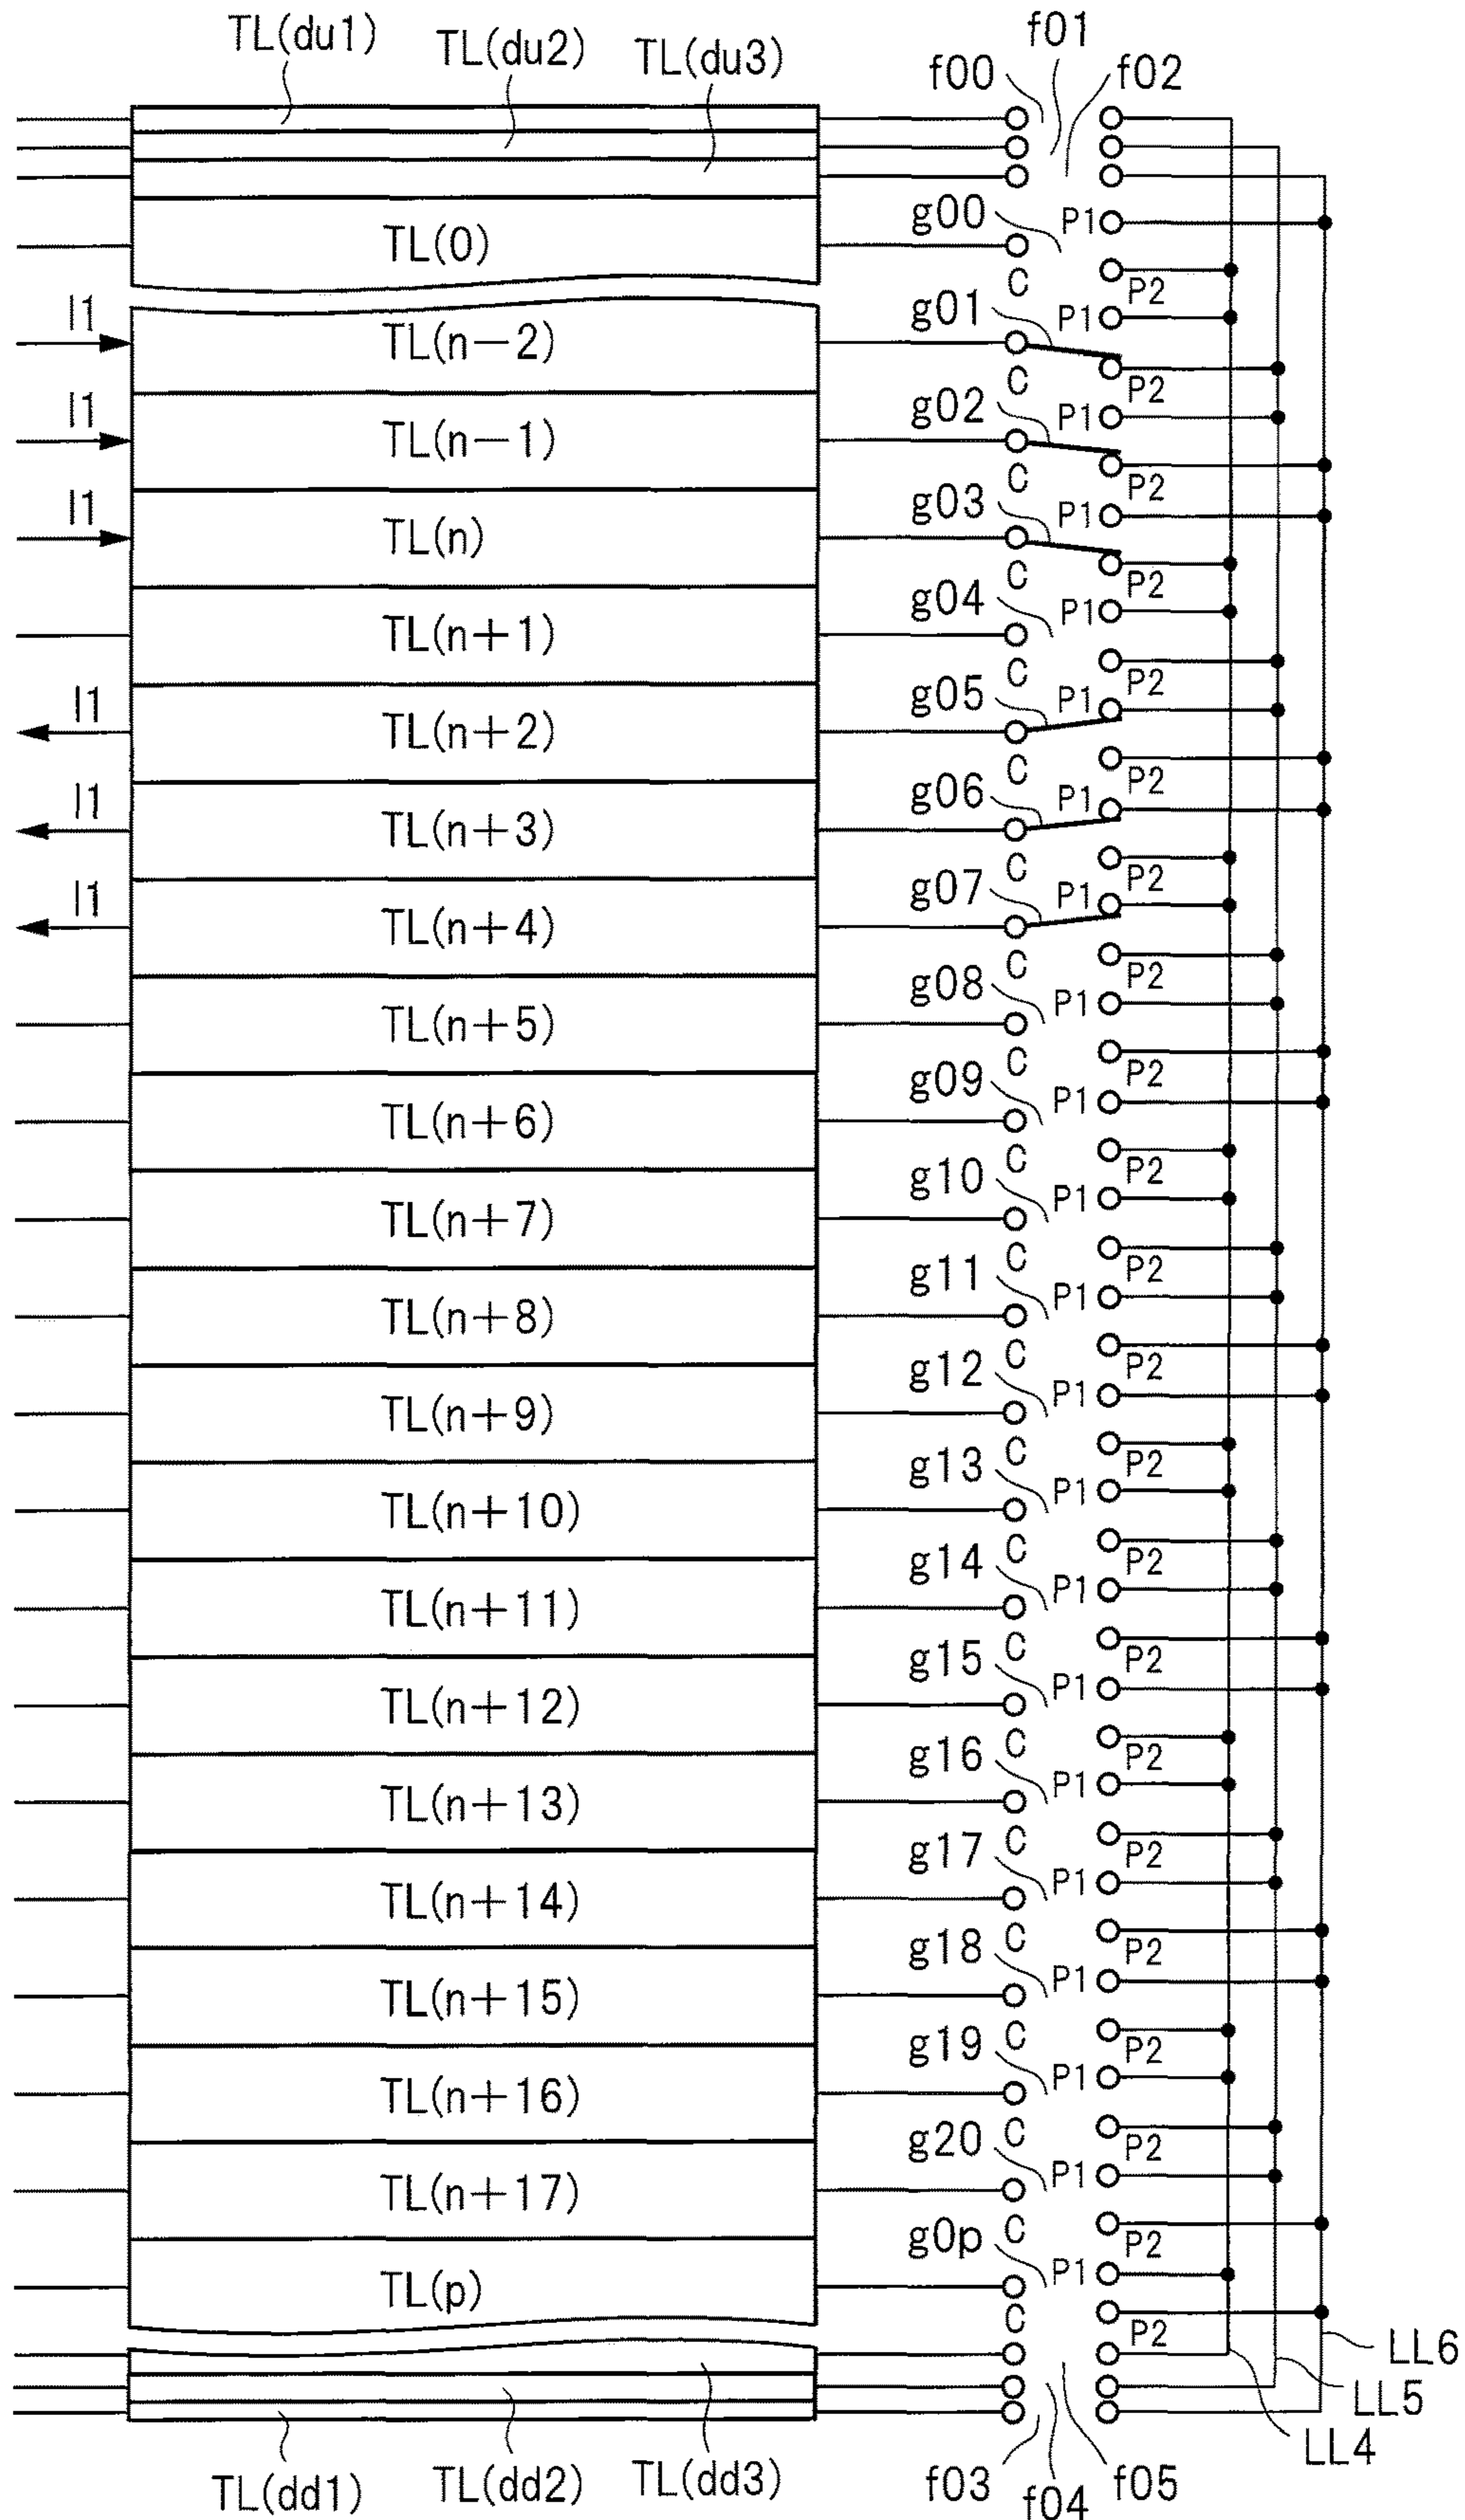 TL(du1) TL(du2) TL(du3) f00 f01 f02
TL(0) g00 P1
C P2
I1 TL(n−2) g01 P1
C P2
I1 TL(n−1) g02 P1
C P2
I1 TL(n) g03 P1
C P2
TL(n+1) g04 P1
C P2
I1 TL(n+2) g05 P1
C P2
I1 TL(n+3) g06 P1
C P2
I1 TL(n+4) g07 P1
C P2
TL(n+5) g08 P1
C P2
TL(n+6) g09 P1
C P2
TL(n+7) g10 P1
C P2
TL(n+8) g11 P1
C P2
TL(n+9) g12 P1
C P2
TL(n+10) g13 P1
C P2
TL(n+11) g14 P1
C P2
TL(n+12) g15 P1
C P2
TL(n+13) g16 P1
C P2
TL(n+14) g17 P1
C P2
TL(n+15) g18 P1
C P2
TL(n+16) g19 P1
C P2
TL(n+17) g20 P1
C P2
TL(p) g0p P1
C P2
LL6
LL5
LL4
TL(dd1) TL(dd2) TL(dd3) f03 f04 f05